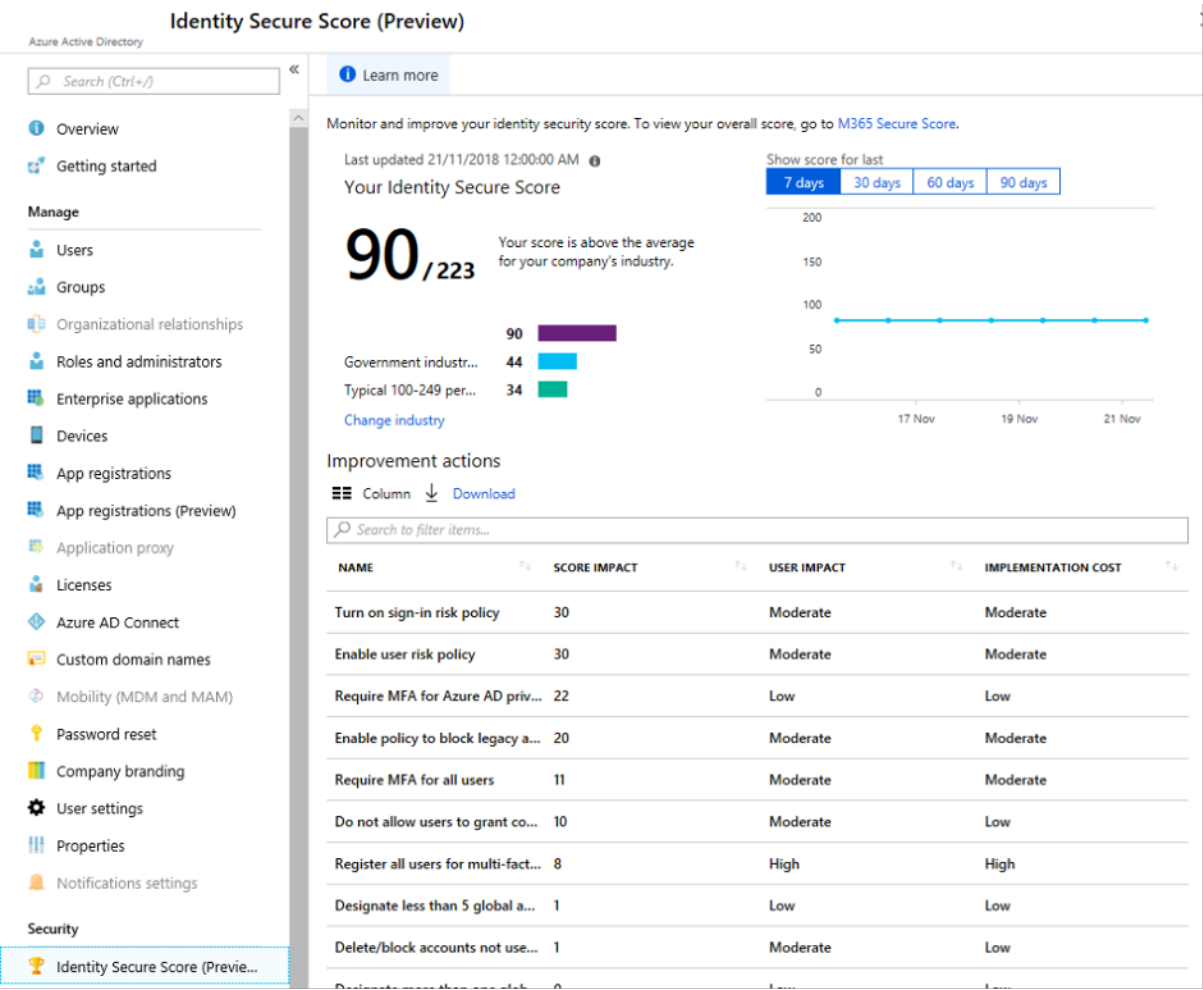 Identity Secure Score (Preview)
Azure Active Directory
Search (Ctrl+/)
«
Overview
Getting started
Manage
Users
Groups
Organizational relationships
Roles and administrators
Enterprise applications
Devices
App registrations
App registrations (Preview)
Application proxy
Licenses
Azure AD Connect
Custom domain names
Mobility (MDM and MAM)
Password reset
Company branding
User settings
Properties
Notifications settings
Security
Identity Secure Score (Previe...
Learn more
Monitor and improve your identity security score. To view your overall score, go to M365 Secure Score.
Last updated 21/11/2018 12:00:00 AM
Your Identity Secure Score
90/223
Your score is above the average
for your company's industry.
90
Government industr... 44
Typical 100-249 per... 34
Change industry
Show score for last
7 days 30 days 60 days 90 days
200
150
100
50
0
17 Nov 19 Nov 21 Nov
Improvement actions
Column Download
Search to filter items...
NAME SCORE IMPACT USER IMPACT IMPLEMENTATION COST
Turn on sign-in risk policy 30 Moderate Moderate
Enable user risk policy 30 Moderate Moderate
Require MFA for Azure AD priv... 22 Low Low
Enable policy to block legacy a... 20 Moderate Moderate
Require MFA for all users 11 Moderate Moderate
Do not allow users to grant co... 10 Moderate Low
Register all users for multi-fact... 8 High High
Designate less than 5 global a... 1 Low Low
Delete/block accounts not use... 1 Moderate Low
Designate more than one glob... 0 Low Low